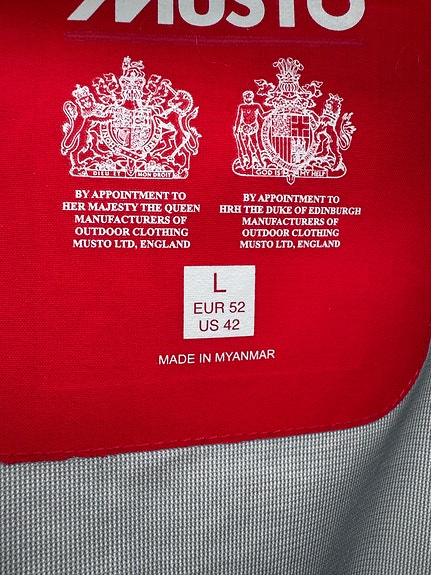 MUSTO
DIEU ET MON DROIT
GOD IS MY HELP
BY APPOINTMENT TO
HER MAJESTY THE QUEEN
MANUFACTURERS OF
OUTDOOR CLOTHING
MUSTO LTD, ENGLAND
BY APPOINTMENT TO
HRH THE DUKE OF EDINBURGH
MANUFACTURERS OF
OUTDOOR CLOTHING
MUSTO LTD, ENGLAND
L
EUR 52
US 42
MADE IN MYANMAR